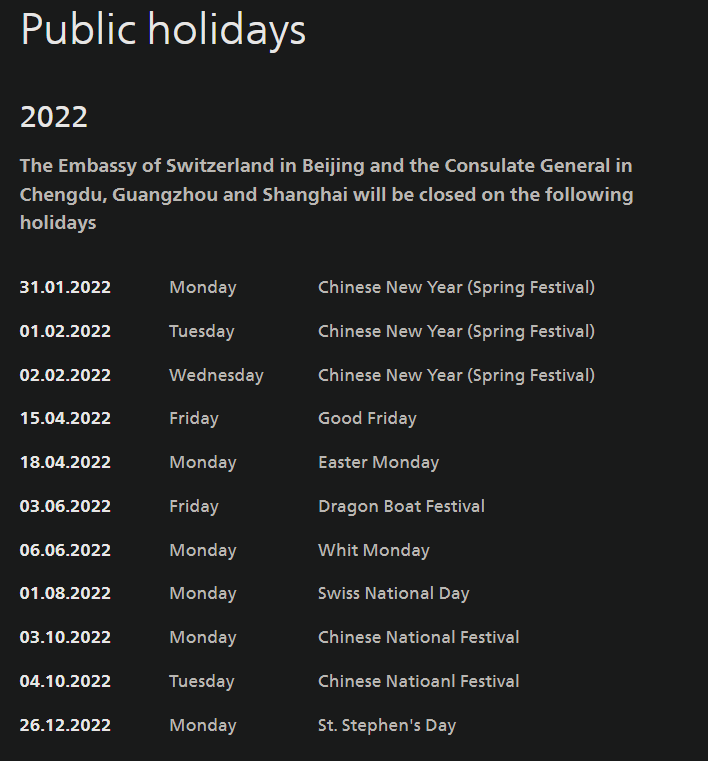 Public holidays
2022
The Embassy of Switzerland in Beijing and the Consulate General in
Chengdu, Guangzhou and Shanghai will be closed on the following
holidays
31.01.2022 Monday Chinese New Year (Spring Festival)
01.02.2022 Tuesday Chinese New Year (Spring Festival)
02.02.2022 Wednesday Chinese New Year (Spring Festival)
15.04.2022 Friday Good Friday
18.04.2022 Monday Easter Monday
03.06.2022 Friday Dragon Boat Festival
06.06.2022 Monday Whit Monday
01.08.2022 Monday Swiss National Day
03.10.2022 Monday Chinese National Festival
04.10.2022 Tuesday Chinese Natioanl Festival
26.12.2022 Monday St. Stephen's Day